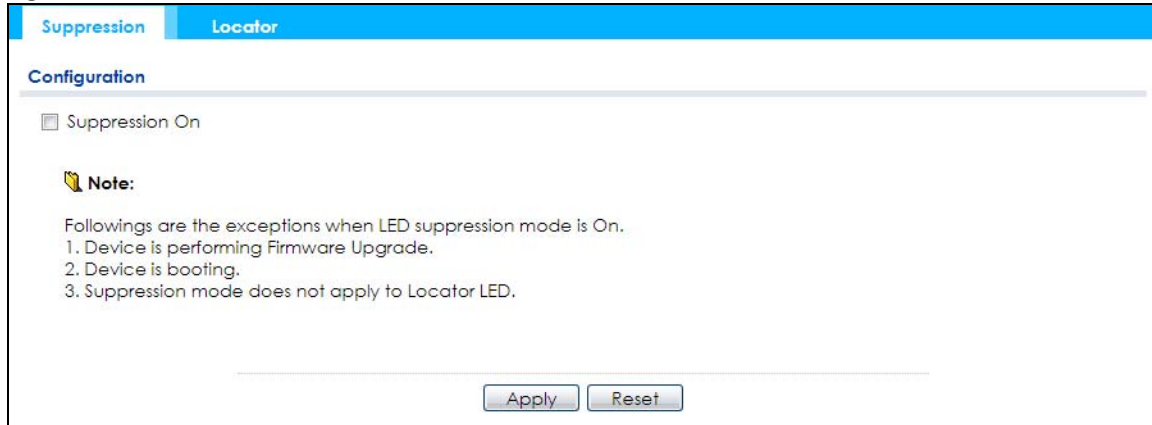 Suppression Locator
Configuration
Suppression On
Note:
Followings are the exceptions when LED suppression mode is On.
1. Device is performing Firmware Upgrade.
2. Device is booting.
3. Suppression mode does not apply to Locator LED.
Apply Reset